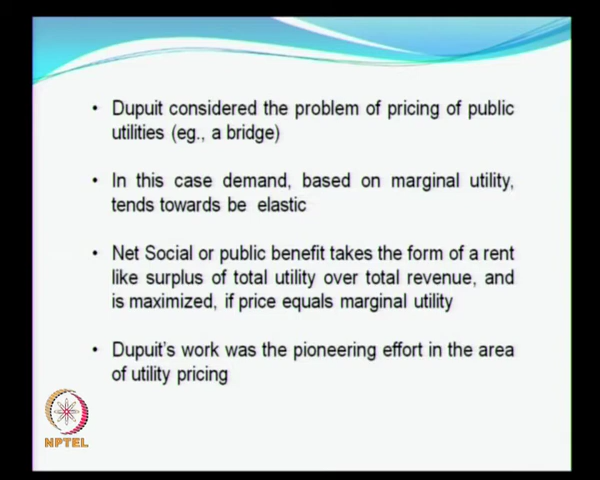 • Dupuit considered the problem of pricing of public
utilities (eg., a bridge)
• In this case demand, based on marginal utility,
tends towards be elastic
• Net Social or public benefit takes the form of a rent
like surplus of total utility over total revenue, and
is maximized, if price equals marginal utility
• Dupuit's work was the pioneering effort in the area
of utility pricing
NPTEL